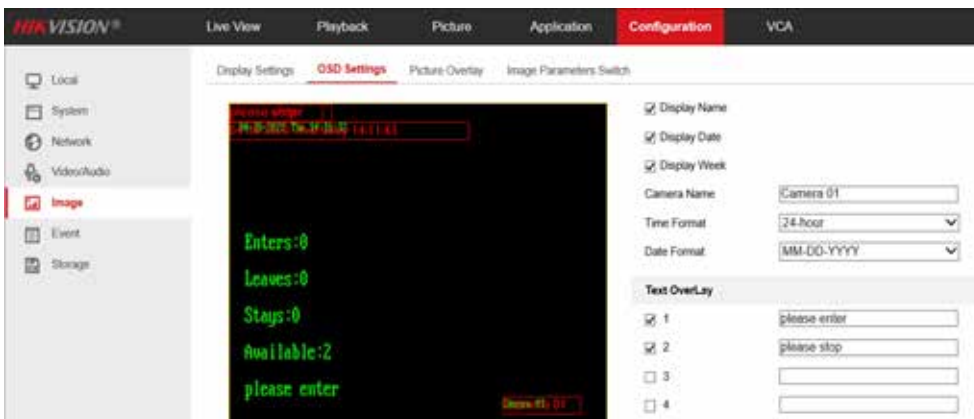 HIKVISION®
Live View
Playback
Picture
Application
Configuration
VCA
Local
System
Network
Video/Audio
Image
Event
Storage
Display Settings
OSD Settings
Picture Overlay
Image Parameters Switch
please enter
Enters:0
Leaves:0
Stays:0
Available:2
please enter
Display Name
Display Date
Display Week
Camera Name
Camera 01
Time Format
24-hour
Date Format
MM-DD-YYYY
Text OverLay
1
please enter
2
please stop
3
4